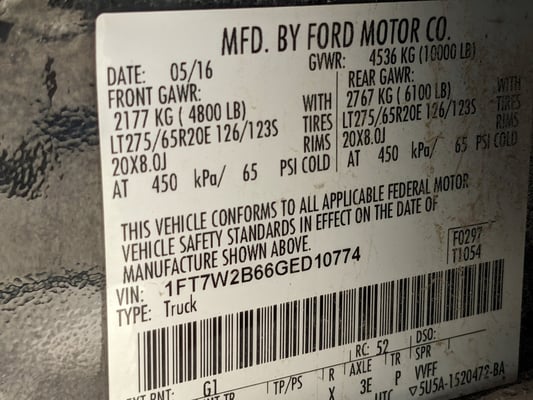 MFD. BY FORD MOTOR CO.
DATE: 05/16 GVWR: 4536 KG (10000 LB)
FRONT GAWR: REAR GAWR:
2177 KG ( 4800 LB) WITH 2767 KG ( 6100 LB) WITH
LT275/65R20E 126/123S TIRES LT275/65R20E 126/123S TIRES
20X8.0J RIMS 20X8.0J RIMS
AT 450 kPa/ 65 PSI COLD AT 450 kPa/ 65 PSI COLD
THIS VEHICLE CONFORMS TO ALL APPLICABLE FEDERAL MOTOR
VEHICLE SAFETY STANDARDS IN EFFECT ON THE DATE OF
MANUFACTURE SHOWN ABOVE.
VIN: 1FT7W2B66GED10774 F0297
TYPE: Truck T1054
RC: 52 DSO:
EXT PNT: G1 AXLE TR SPR
TP/PS R 3E P VVFF
X UTC ▽5U5A-1520472-BA